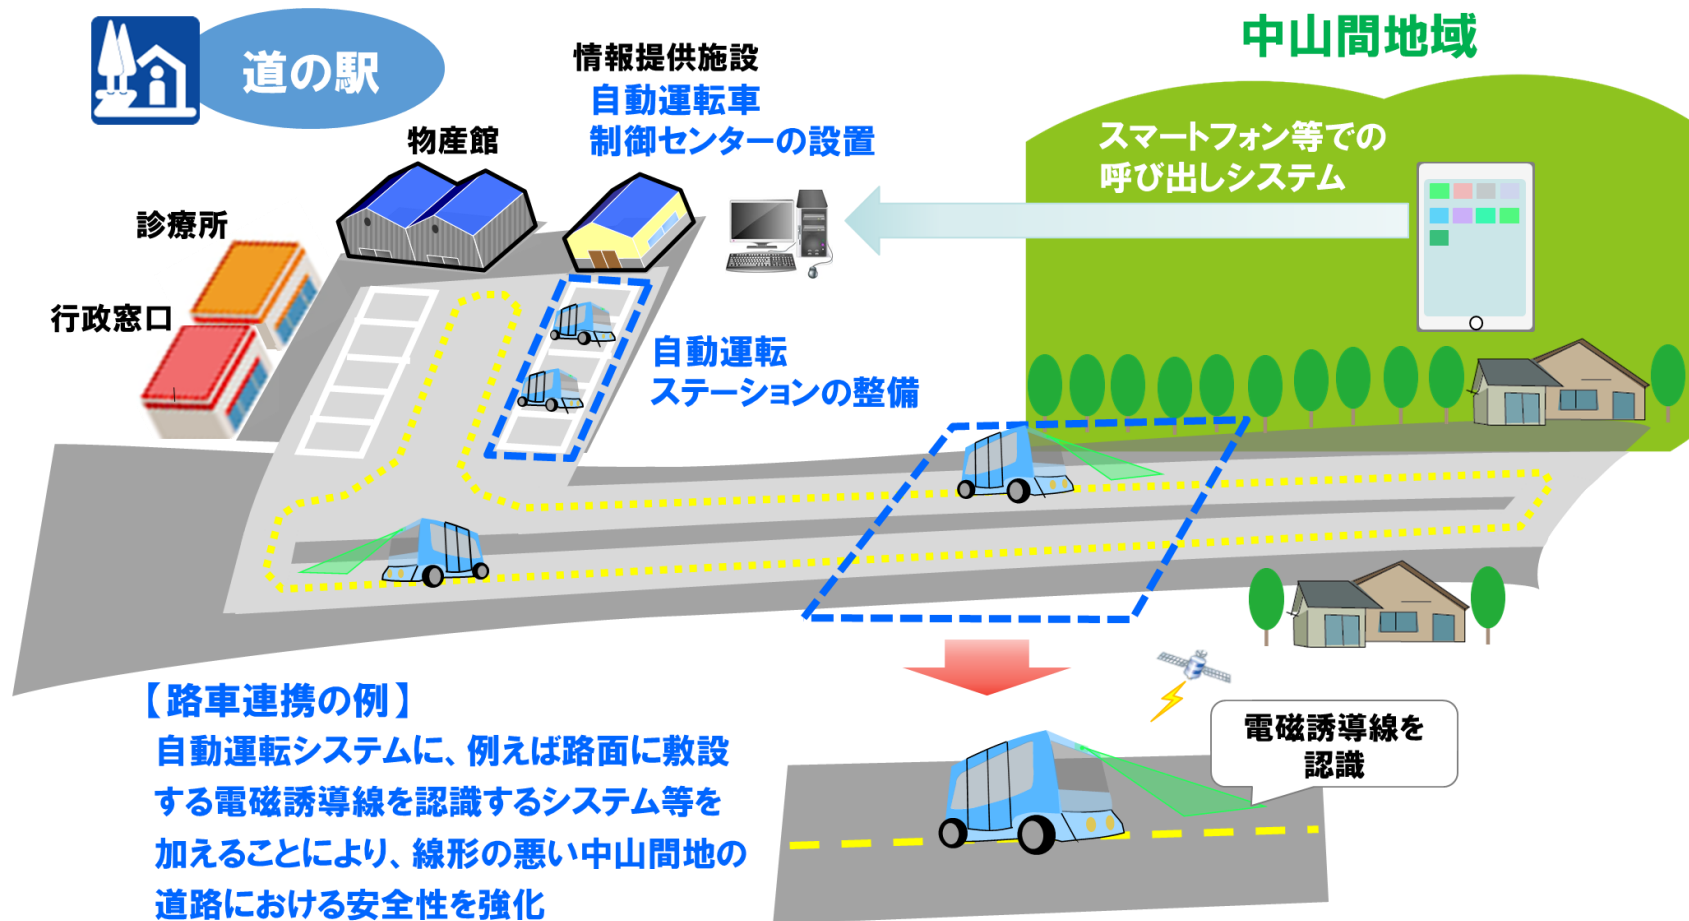 道の駅
情報提供施設
自動運転車
制御センターの設置
中山間地域
物産館
スマートフォン等での
呼び出しシステム
診療所
行政窓口
自動運転
ステーションの整備
【路車連携の例】
自動運転システムに、例えば路面に敷設
する電磁誘導線を認識するシステム等を
加えることにより、線形の悪い中山間地の
道路における安全性を強化
電磁誘導線を
認識